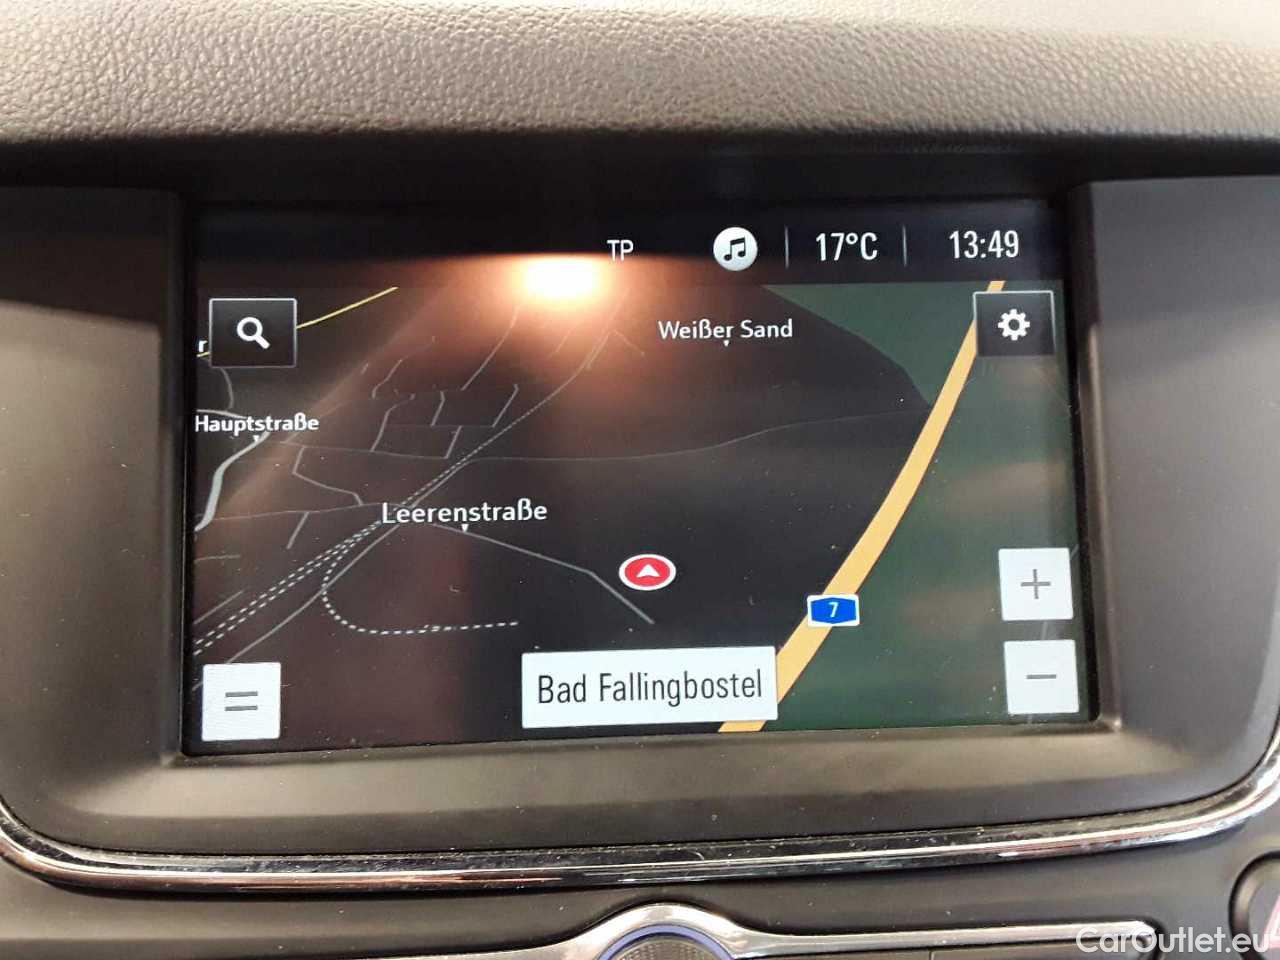 TP 17°C 13:49
Weißer Sand
r
Hauptstraße
Leerenstraße
7
Bad Fallingbostel
CarOutlet.eu